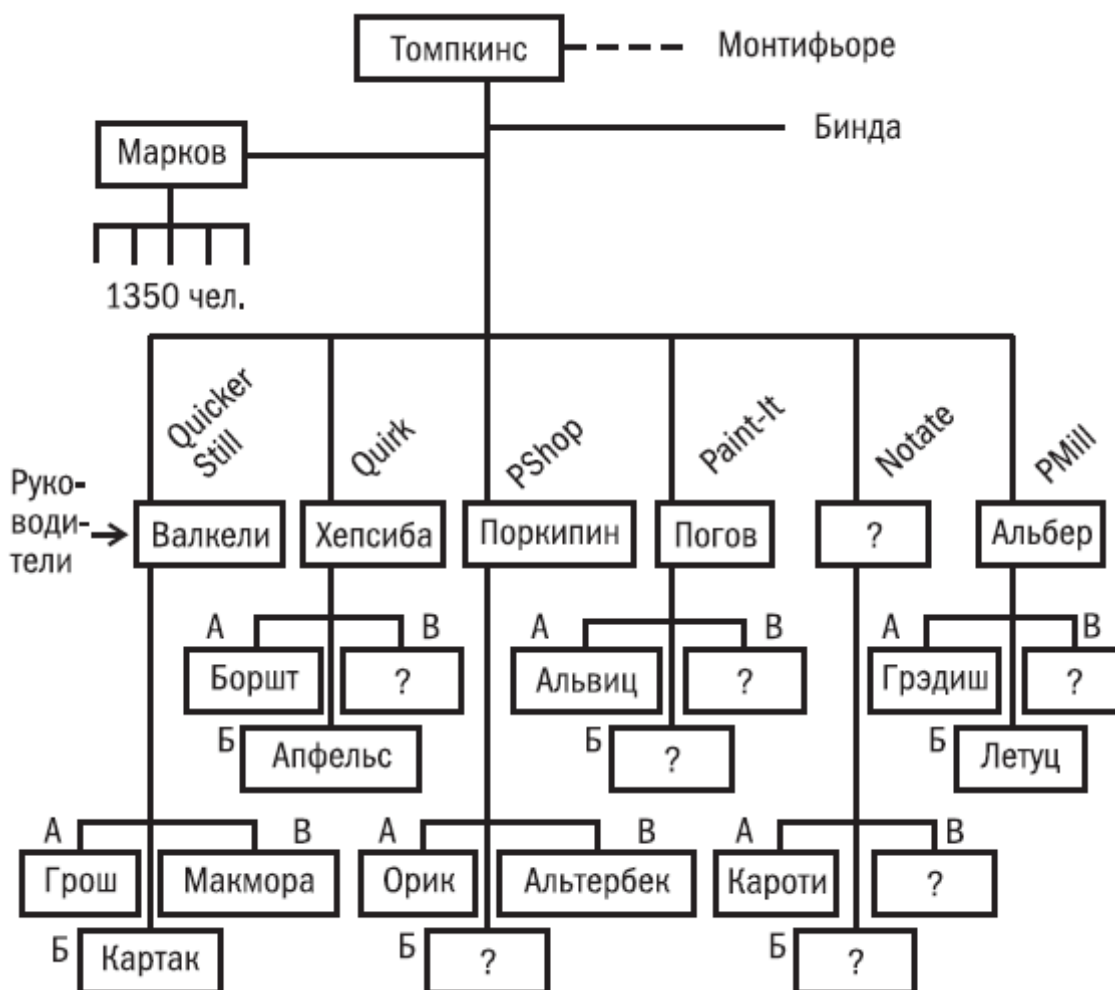 Томпкинс
Монтифьоре
Бинда
Марков
1350 чел.
Quicker
Still
Quirk
PShop
Paint-It
Notate
PMill
Руко-
води-
тели
Валкели
Хепсиба
Поркипин
Погов
?
Альбер
А
В
Боршт
?
Б
Апфельс
А
В
Альвиц
?
Б
?
А
В
Грэдиш
?
Б
Летуц
А
В
Грош
Макмора
Б
Картак
А
В
Орик
Альтербек
Б
?
А
В
Кароти
?
Б
?